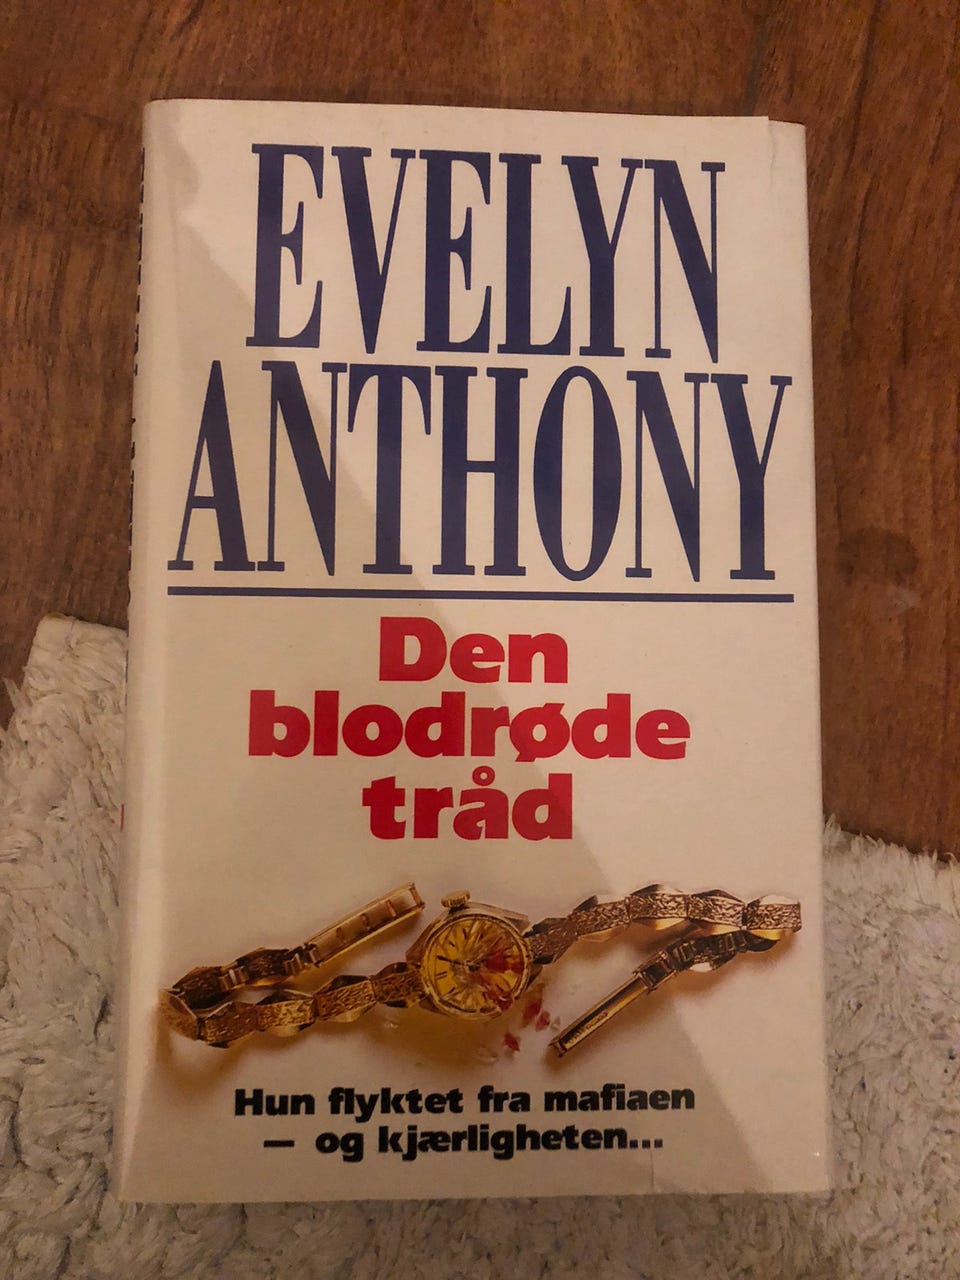 EVELYN
ANTHONY
Den
blodrøde
tråd
Hun flyktet fra mafiaen
— og kjærligheten...